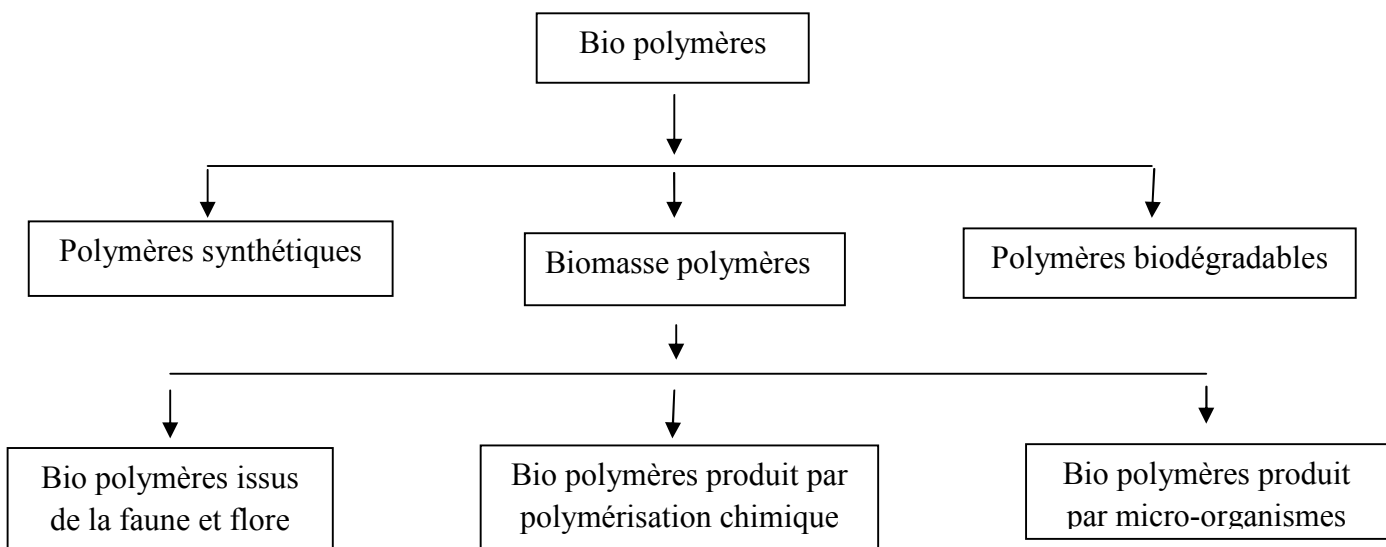 Bio polymères
Polymères synthétiques
Biomasse polymères
Polymères biodégradables
Bio polymères issus
de la faune et flore
Bio polymères produit par
polymérisation chimique
Bio polymères produit
par micro-organismes